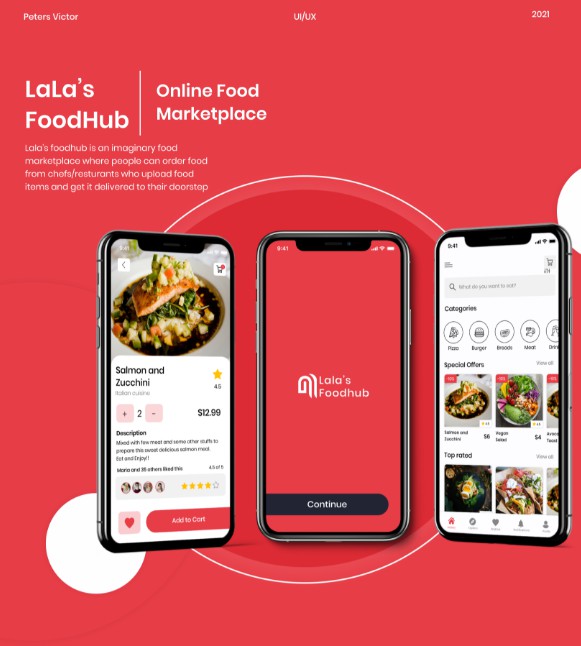 Peters Victor
UI/UX
2021
LaLa's
FoodHub
Online Food
Marketplace
Lala's foodhub is an imaginary food
marketplace where people can order food
from chefs/resturants who upload food
items and get it delivered to their doorstep
9:41
Salmon and
Zucchini
Italian cuisine
4.5
+ 2 -
$12.99
Description
Mixed with few meat and some other stuffs to
prepare this sweet delicious salmon meal.
Eat and Enjoy!!
Maria and 35 others liked this
4.5 of 5
Add to Cart
9:41
Lala's
Foodhub
Continue
9:41
What do you want to eat?
Categories
Pizza
Burger
Breads
Meat
Drin
Special Offers
View all
Salmon and
Zucchini
$6
Vegan
Salad
$4
Avoca
Toast
Top rated
View all